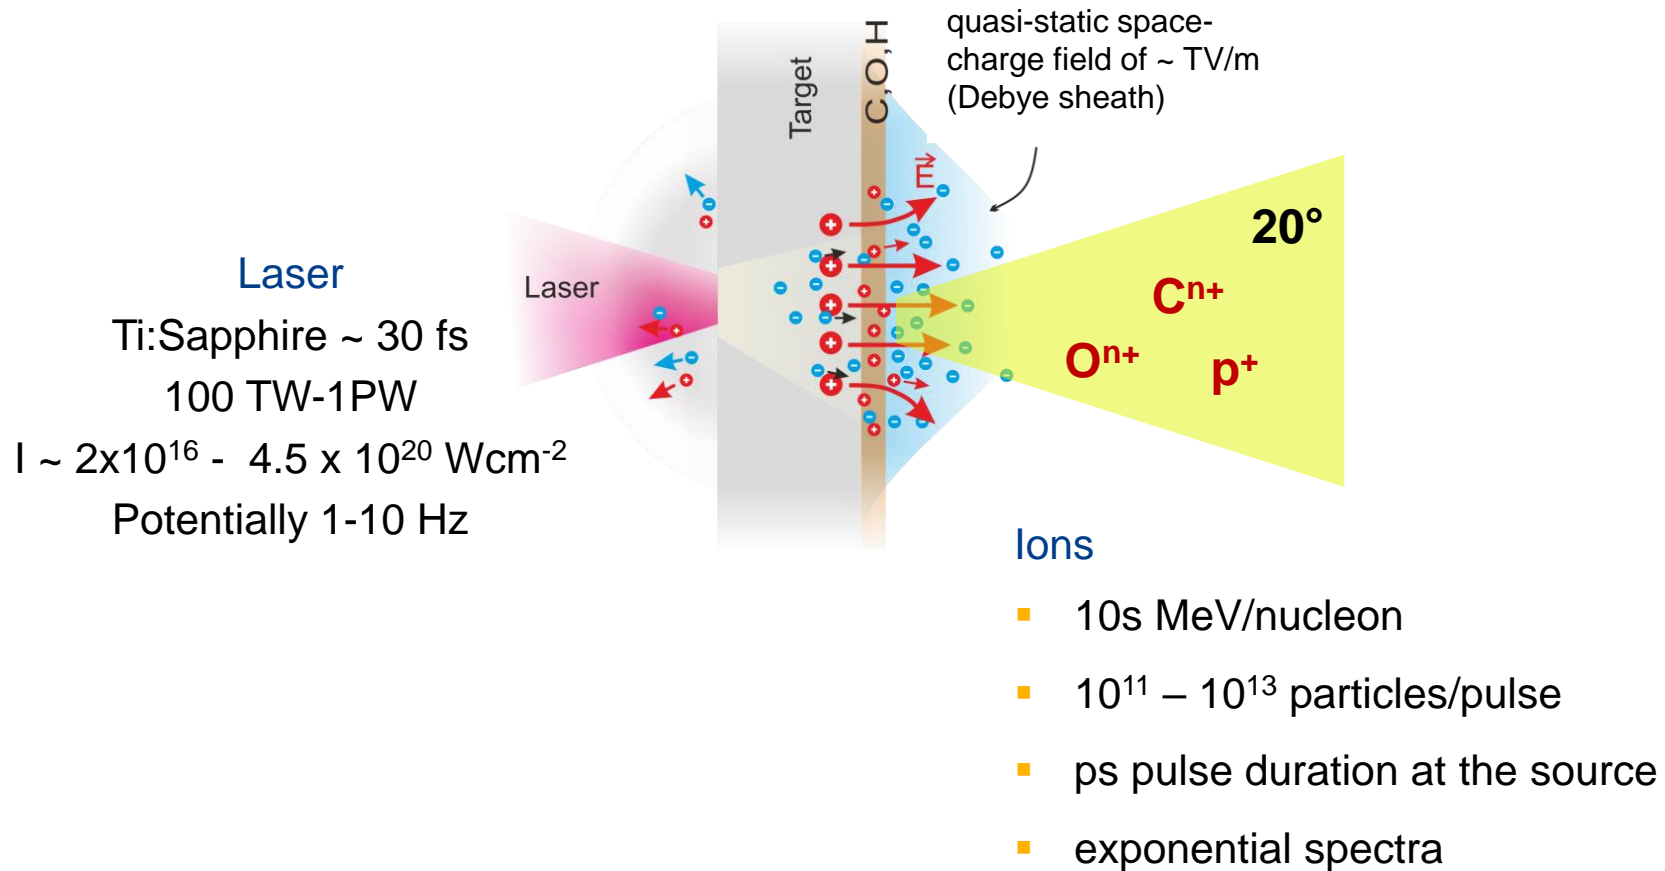 quasi-static space-
charge field of ~ TV/m
(Debye sheath)
C,O,H
Target
E
Laser
20°
Cⁿ⁺
Oⁿ⁺
p⁺
Laser
Ti:Sapphire ~ 30 fs
100 TW-1PW
I ~ 2x10¹⁶ - 4.5 x 10²⁰ Wcm⁻²
Potentially 1-10 Hz
Ions
▪ 10s MeV/nucleon
▪ 10¹¹ – 10¹³ particles/pulse
▪ ps pulse duration at the source
▪ exponential spectra